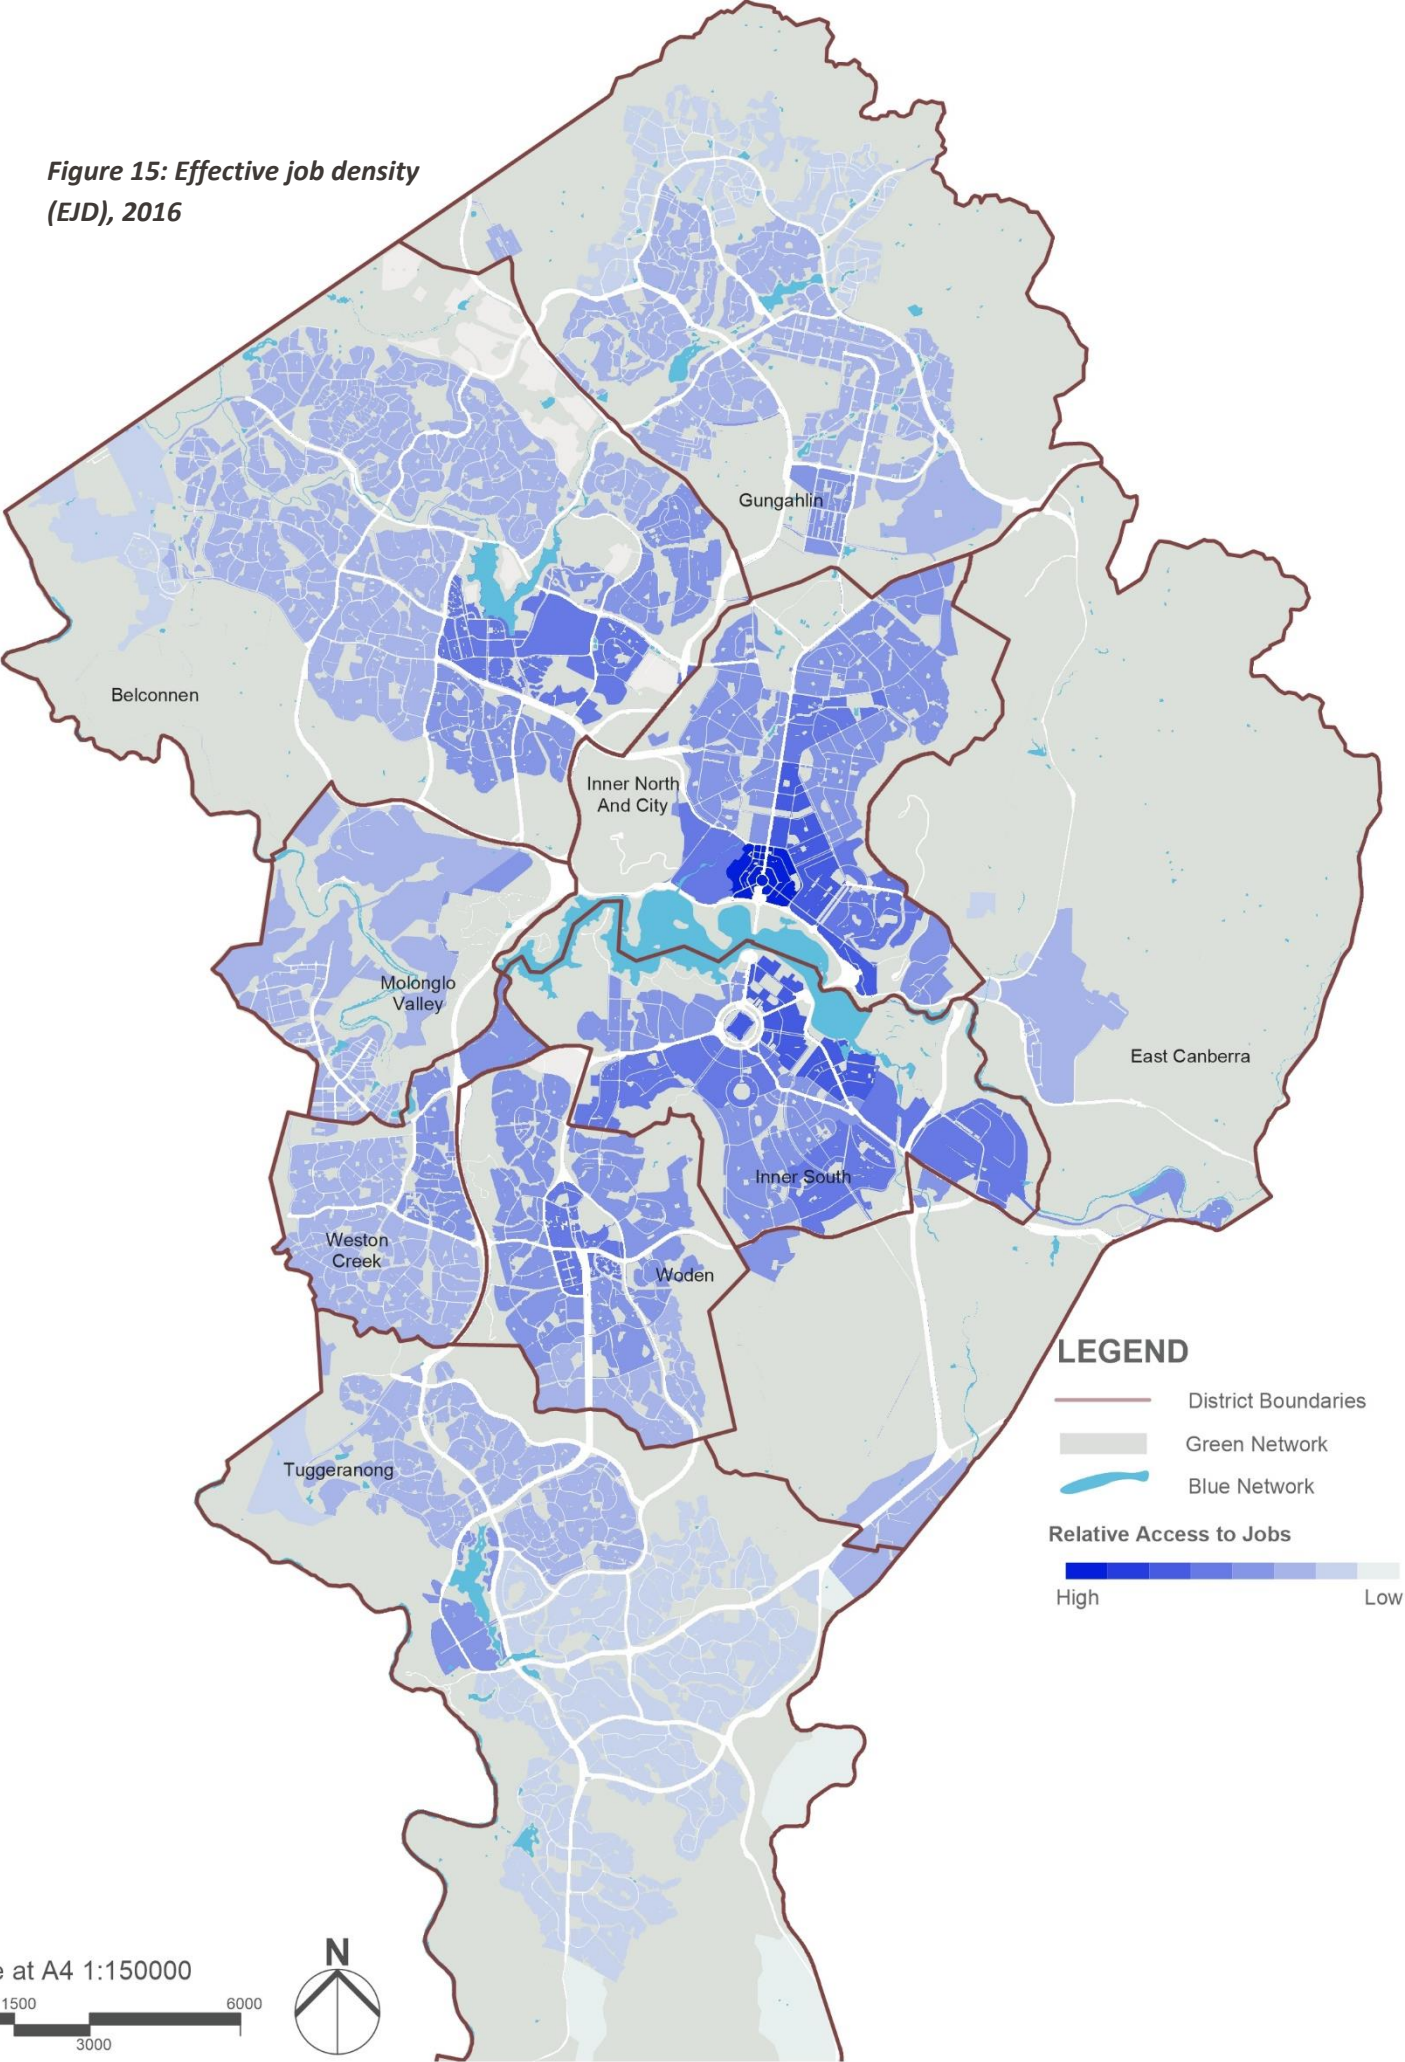 Figure 15: Effective job density
(EJD), 2016
Gungahlin
Belconnen
Inner North
And City
Molonglo
Valley
East Canberra
Inner South
Weston
Creek
Woden
Tuggeranong
LEGEND
District Boundaries
Green Network
Blue Network
Relative Access to Jobs
High
Low
e at A4 1:150000
1500
6000
3000
N